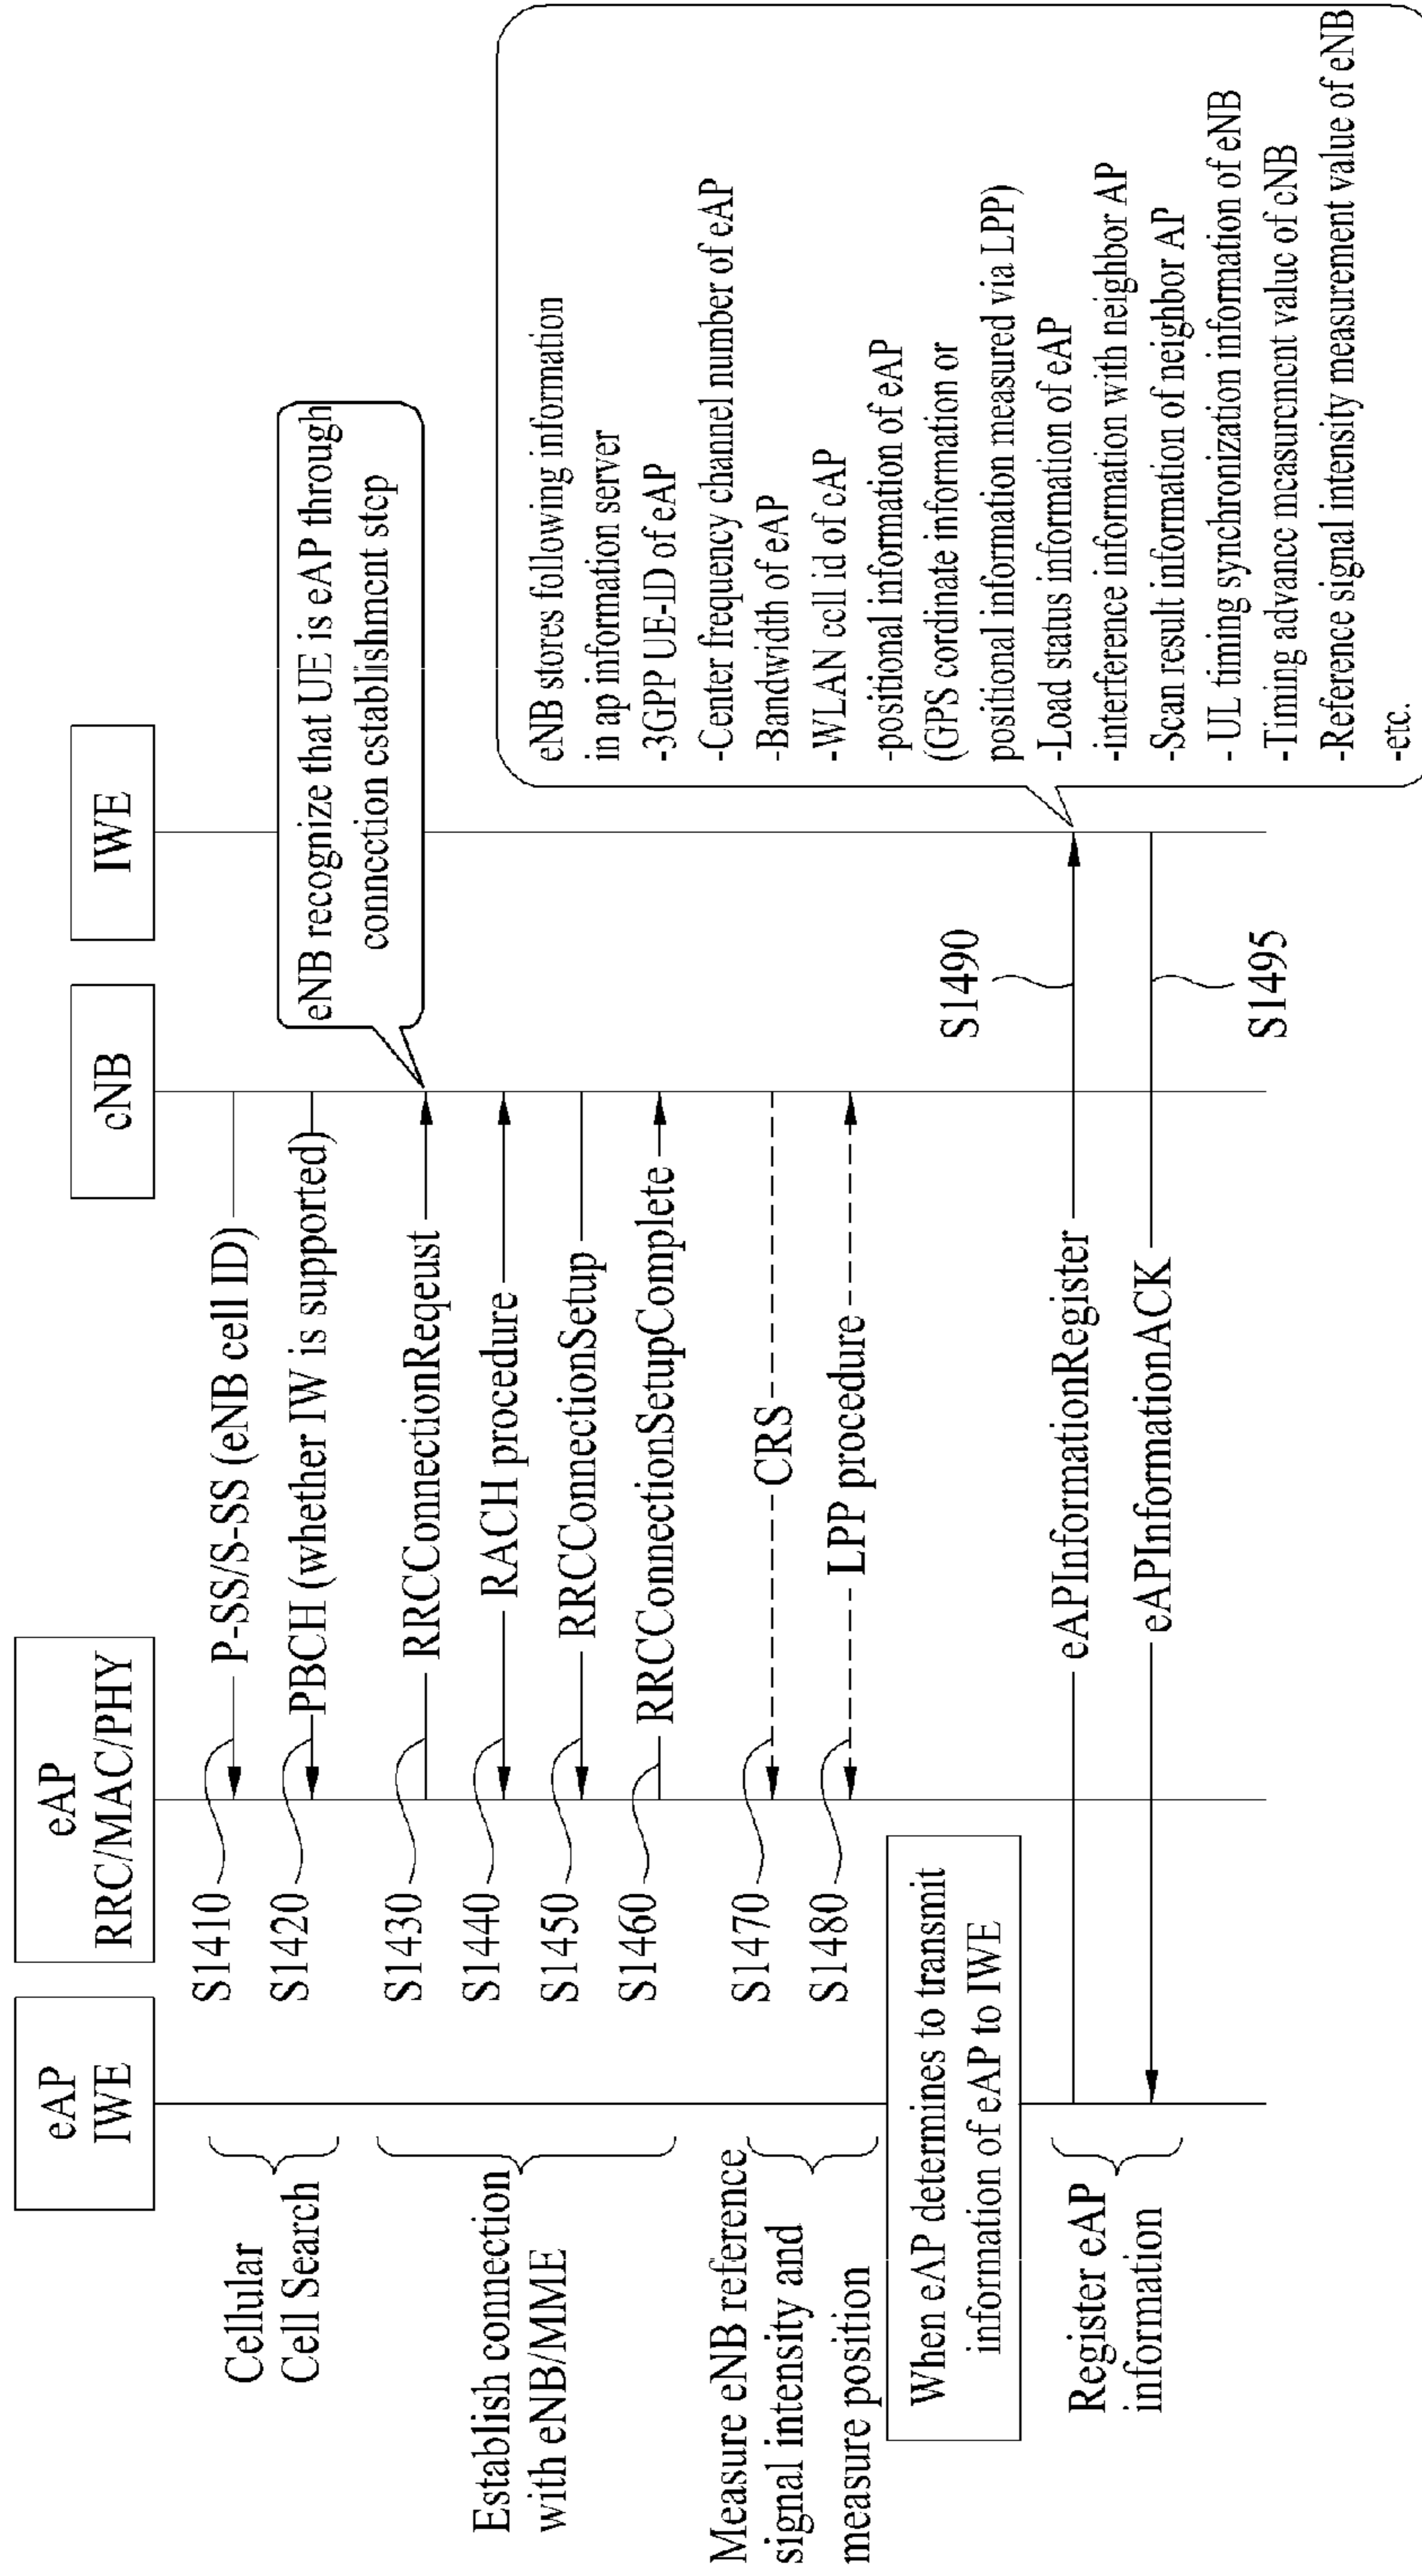 eAP
IWE
eAP
RRC/MAC/PHY
eNB
IWE
Cellular
Cell Search
S1410
P-SS/S-SS (eNB cell ID)
S1420
PBCH (whether IW is supported)
eNB recognize that UE is eAP through
connection establishment step
Establish connection
with eNB/MME
S1430
RRCConnectionReqeust
S1440
RACH procedure
S1450
RRCConnectionSetup
S1460
RRCConnectionSetupComplete
Measure eNB reference
signal intensity and
measure position
S1470
CRS
S1480
LPP procedure
When eAP determines to transmit
information of eAP to IWE
Register eAP
information
eAPInformationRegister
S1490
eAPInformationACK
S1495
eNB stores following information
in ap information server
-3GPP UE-ID of eAP
-Center frequency channel number of eAP
-Bandwidth of eAP
-WLAN cell id of eAP
-positional information of eAP
(GPS cordinate information or
positional information measured via LPP)
-Load status information of eAP
-interference information with neighbor AP
-Scan result information of neighbor AP
- UL timing synchronization information of eNB
-Timing advance measurement value of eNB
-Reference signal intensity measurement value of eNB
-etc.